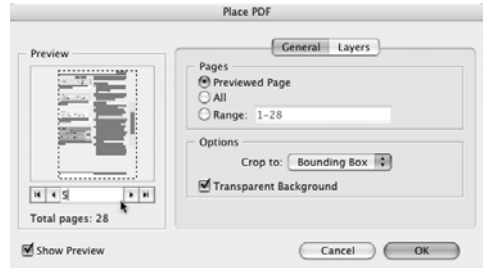 Place PDF
General Layers
Preview
Pages
Previewed Page
All
Range: 1-28
Options
Crop to: Bounding Box
Transparent Background
5
Total pages: 28
Show Preview
Cancel OK